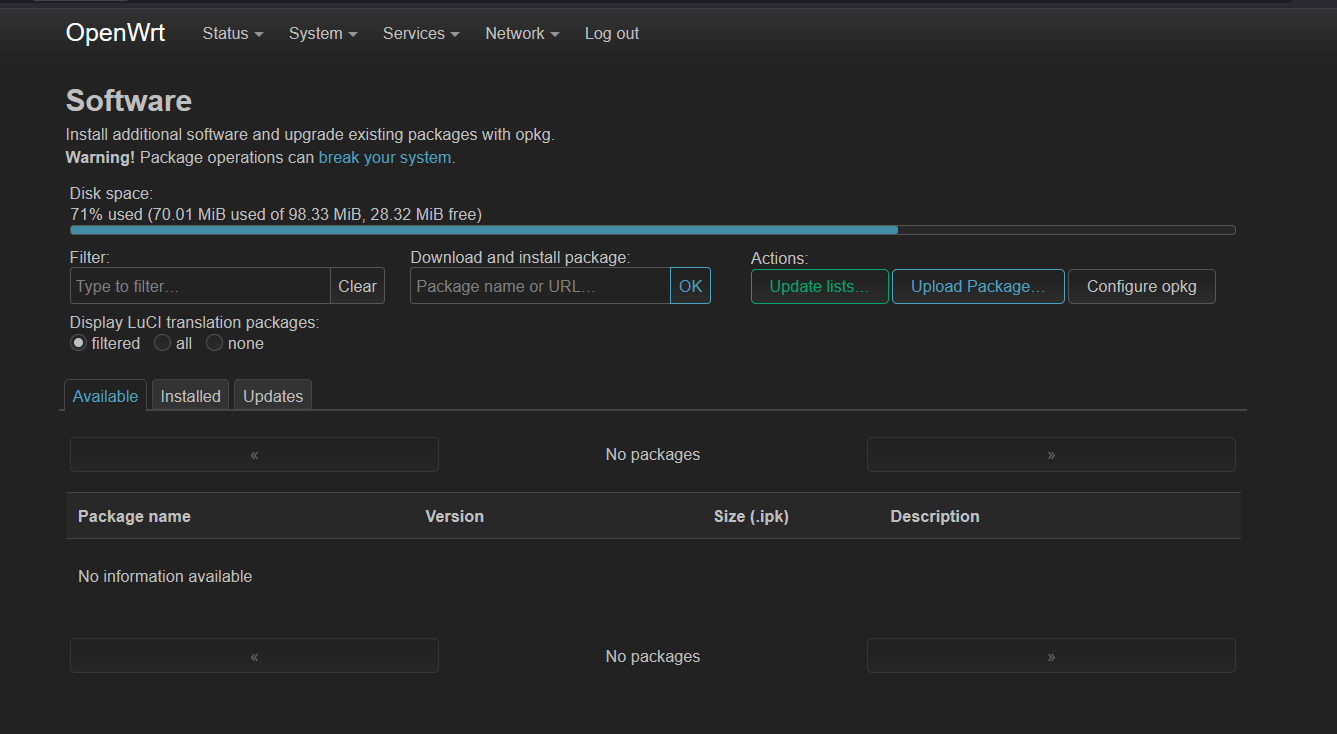 OpenWrt Status System Services Network Log out
Software
Install additional software and upgrade existing packages with opkg.
Warning! Package operations can break your system.
Disk space:
71% used (70.01 MiB used of 98.33 MiB, 28.32 MiB free)
Filter: Download and install package: Actions:
Type to filter… Clear Package name or URL… OK Update lists… Upload Package… Configure opkg
Display LuCI translation packages:
filtered all none
Available Installed Updates
« No packages »
Package name Version Size (.ipk) Description
No information available
« No packages »